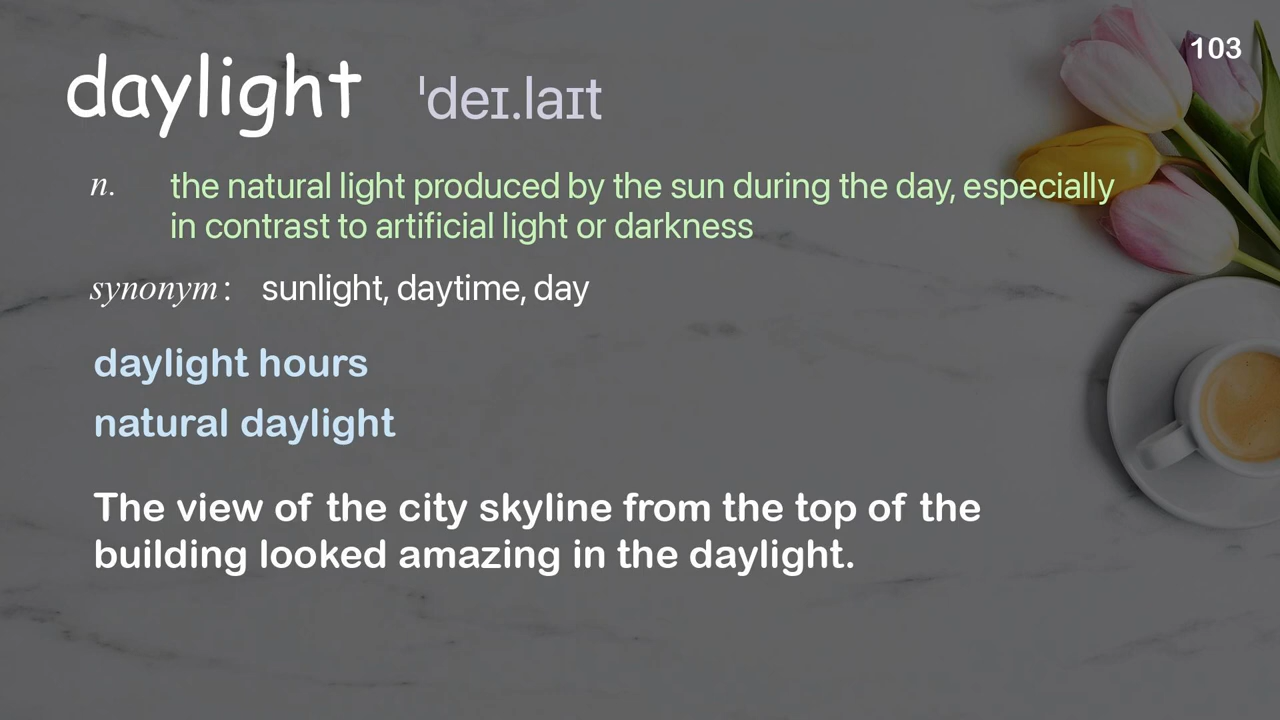 103
daylight ˈdeɪ.laɪt
n. the natural light produced by the sun during the day, especially
in contrast to artificial light or darkness
synonym: sunlight, daytime, day
daylight hours
natural daylight
The view of the city skyline from the top of the
building looked amazing in the daylight.